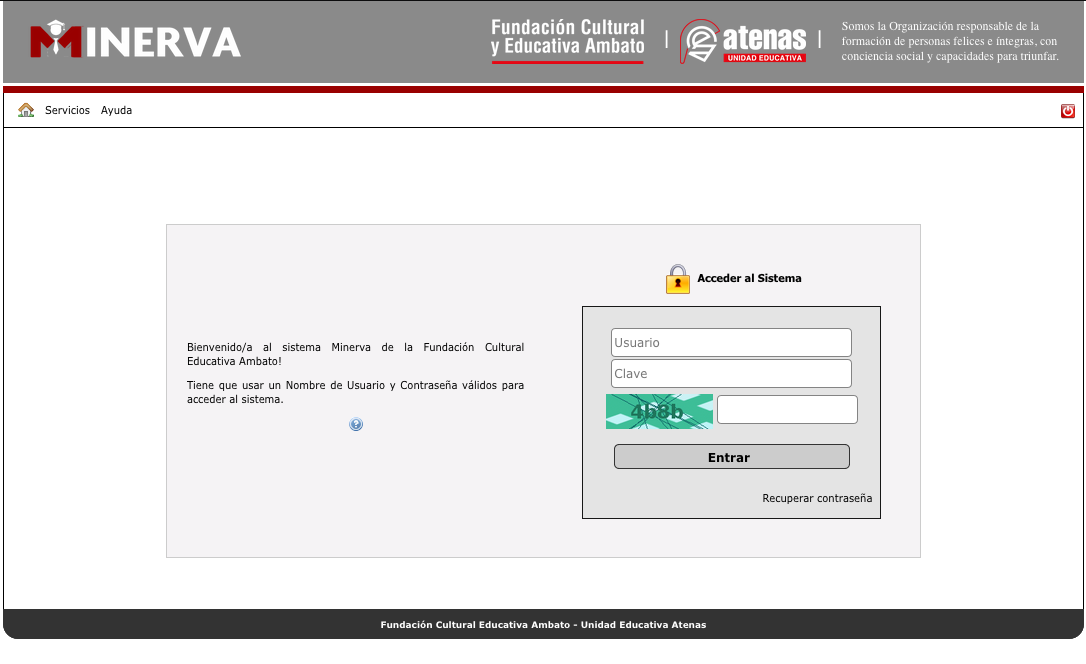 MINERVA
Fundación Cultural
y Educativa Ambato
atenas
UNIDAD EDUCATIVA
Somos la Organización responsable de la
formación de personas felices e íntegras, con
conciencia social y capacidades para triunfar.
Servicios Ayuda
Acceder al Sistema
Bienvenido/a al sistema Minerva de la Fundación Cultural
Educativa Ambato!
Tiene que usar un Nombre de Usuario y Contraseña válidos para
acceder al sistema.
Usuario
Clave
4b8b
Entrar
Recuperar contraseña
Fundación Cultural Educativa Ambato - Unidad Educativa Atenas